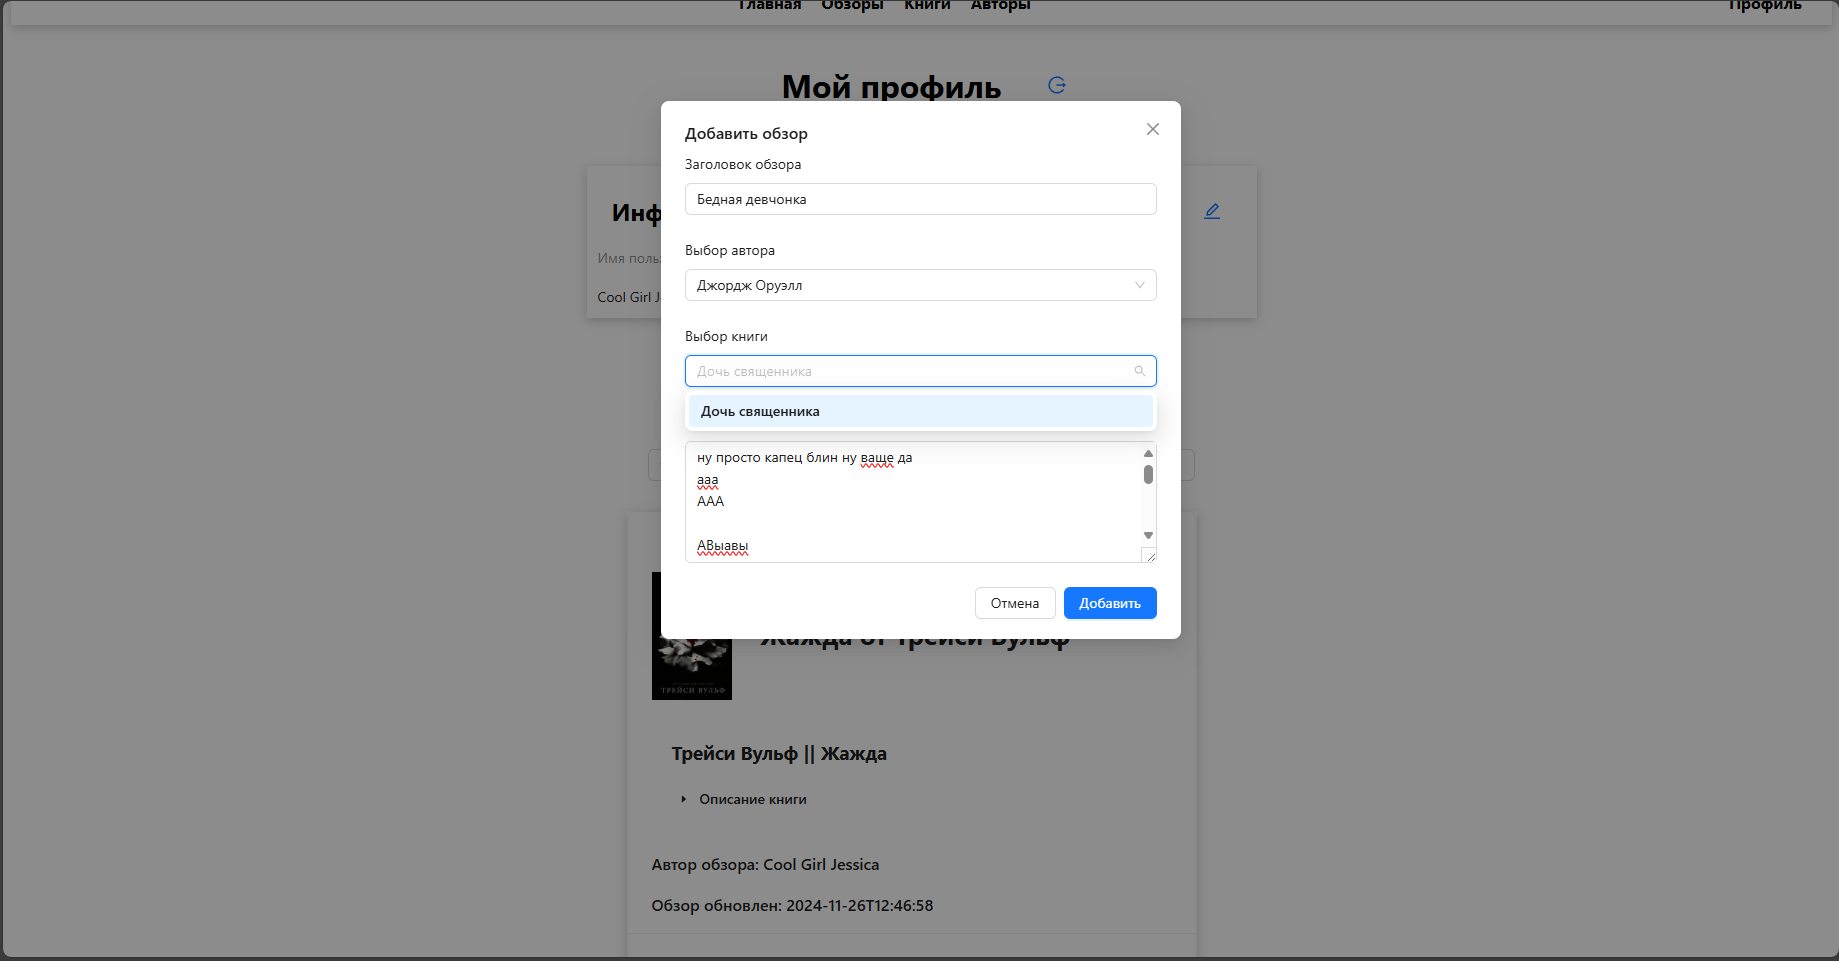 Главная Обзоры Книги Авторы Профиль
Мой профиль
Добавить обзор
Заголовок обзора
Бедная девчонка
Инф
Выбор автора
Имя поль
Джордж Оруэлл
Cool Girl J
Выбор книги
Дочь священника
Дочь священника
ну просто капец блин ну ваще да
ааа
ААА
АВыавы
Отмена Добавить
Жажда от Трейси Вульф
ТРЕЙСИ ВУЛЬФ
Трейси Вульф || Жажда
Описание книги
Автор обзора: Cool Girl Jessica
Обзор обновлен: 2024-11-26T12:46:58